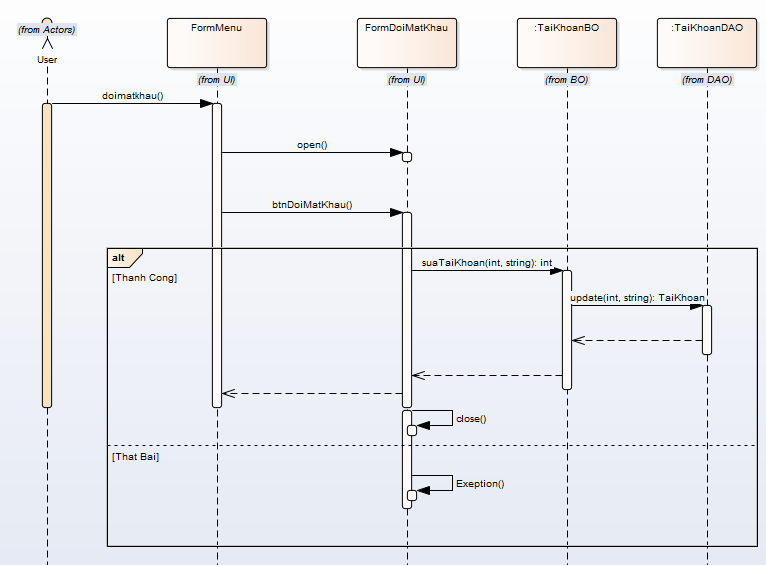 (from Actors)
User
FormMenu
(from UI)
FormDoiMatKhau
(from UI)
:TaiKhoanBO
(from BO)
:TaiKhoanDAO
(from DAO)
doimatkhau()
open()
btnDoiMatKhau()
alt
[Thanh Cong]
suaTaiKhoan(int, string): int
update(int, string): TaiKhoan
close()
[That Bai]
Exeption()